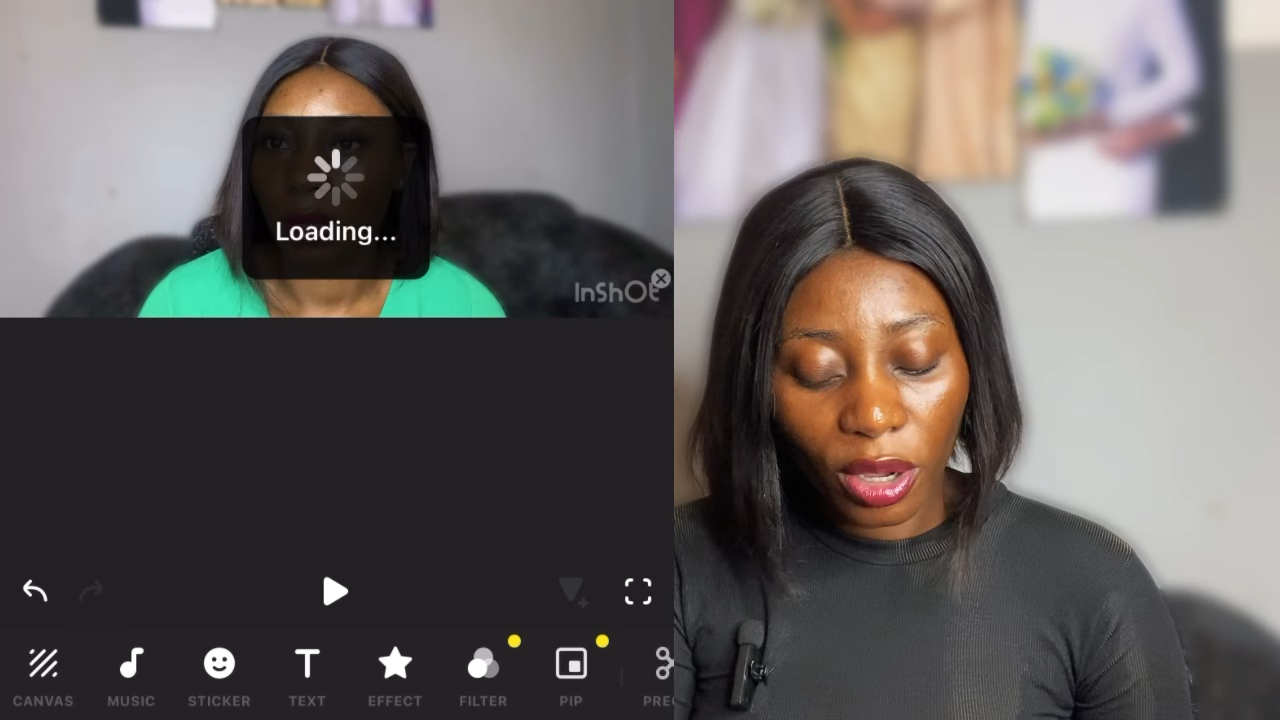 Loading...
InShOt
CANVAS
MUSIC
STICKER
TEXT
EFFECT
FILTER
PIP